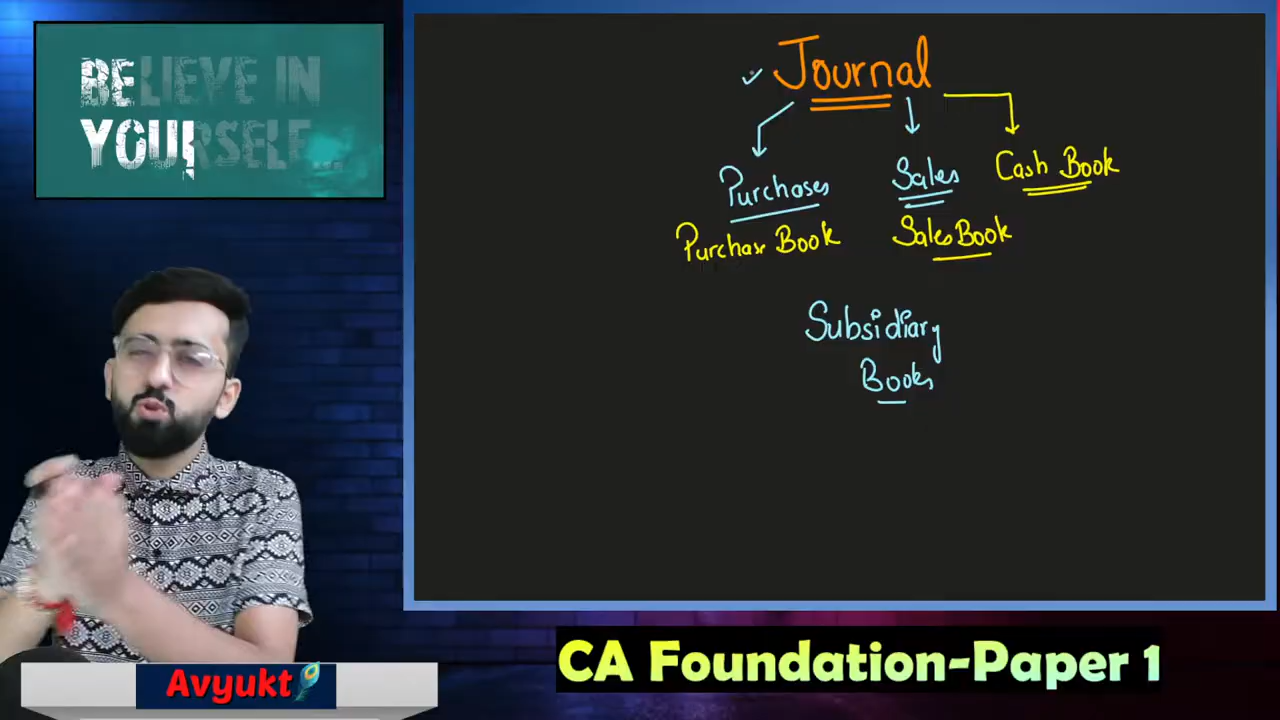 BELIEVE IN
YOURSELF...
Journal
Purchases
Sales
Cash Book
Purchase Book
Sales Book
Subsidiary
Books
CA Foundation-Paper 1
Avyukt